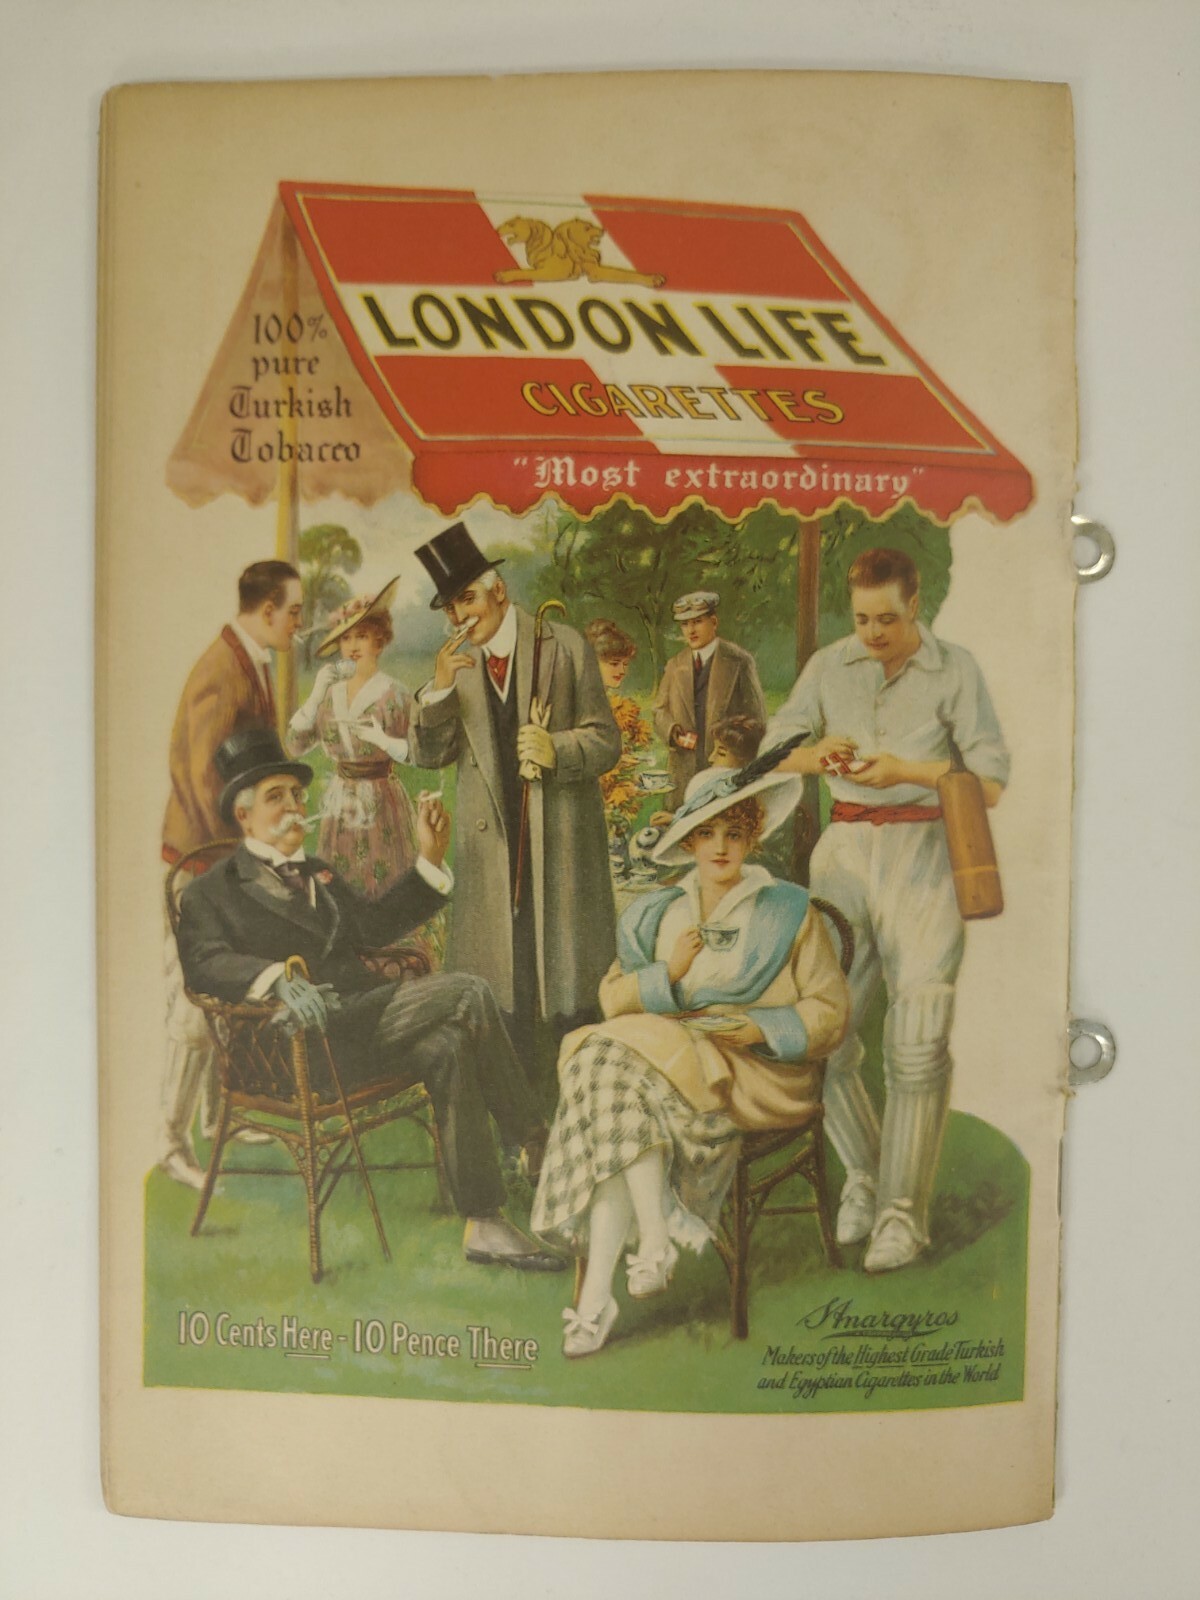 100%
pure
Turkish
Tobacco
LONDON LIFE
CIGARETTES
"Most extraordinary"
10 Cents Here - 10 Pence There
S. Anargyros
Makers of the Highest Grade Turkish
and Egyptian Cigarettes in the World